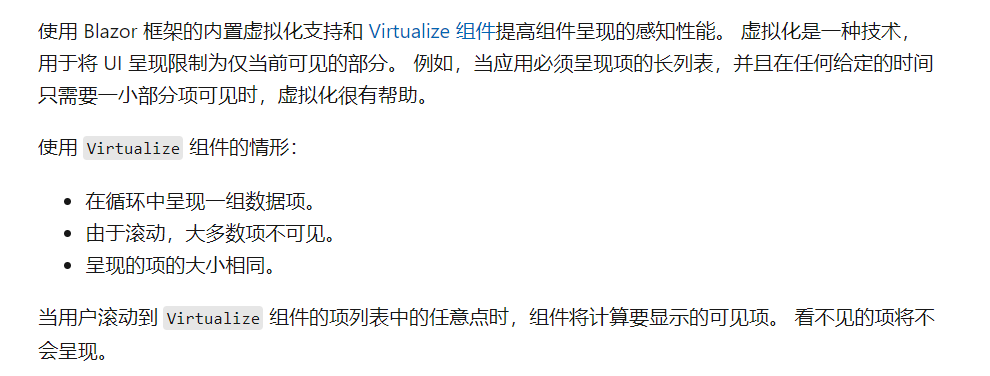 使用 Blazor 框架的内置虚拟化支持和 Virtualize 组件提高组件呈现的感知性能。 虚拟化是一种技术，
用于将 UI 呈现限制为仅当前可见的部分。 例如，当应用必须呈现项的长列表，并且在任何给定的时间
只需要一小部分项可见时，虚拟化很有帮助。
使用 Virtualize 组件的情形：
• 在循环中呈现一组数据项。
• 由于滚动，大多数项不可见。
• 呈现的项的大小相同。
当用户滚动到 Virtualize 组件的项列表中的任意点时，组件将计算要显示的可见项。 看不见的项将不
会呈现。